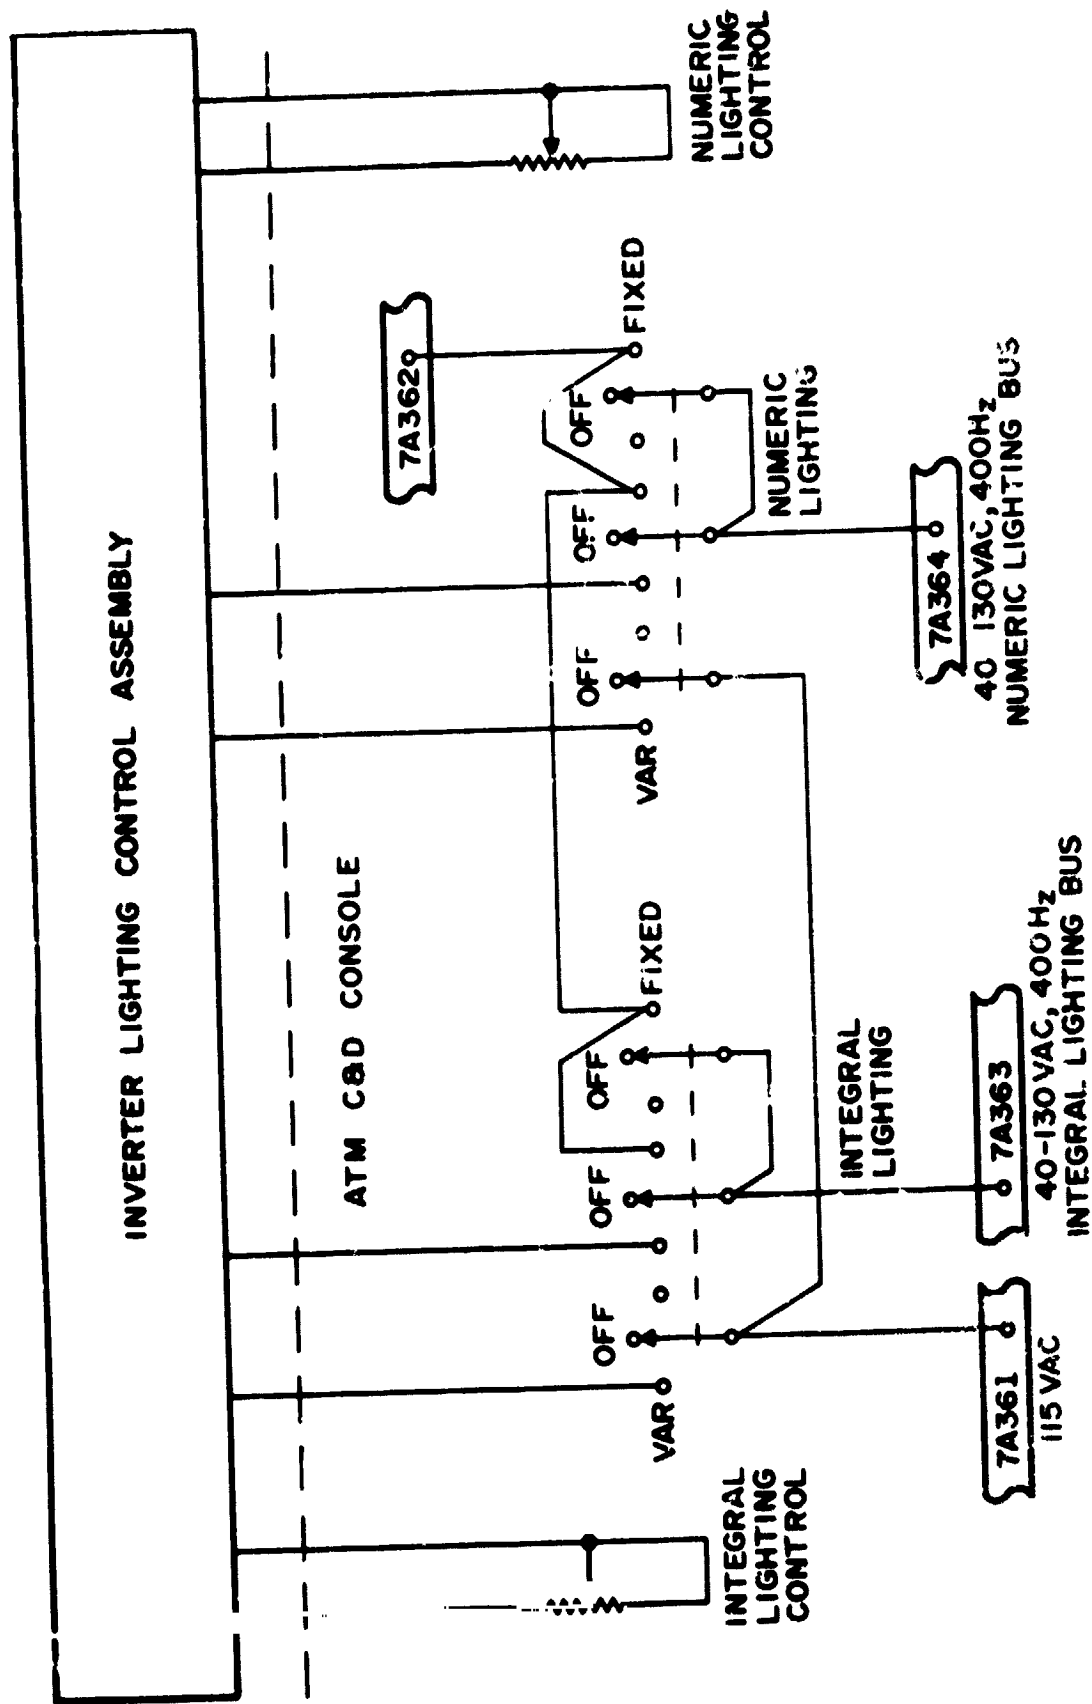 INVERTER LIGHTING CONTROL ASSEMBLY
ATM C&D CONSOLE
7A362
INTEGRAL
LIGHTING
CONTROL
VAR
OFF
OFF
OFF
FIXED
INTEGRAL
LIGHTING
VAR
OFF
OFF
OFF
FIXED
NUMERIC
LIGHTING
NUMERIC
LIGHTING
CONTROL
7A361
115 VAC
7A363
40-130VAC, 400Hz
INTEGRAL LIGHTING BUS
7A364
40 130VAC, 400Hz
NUMERIC LIGHTING BUS